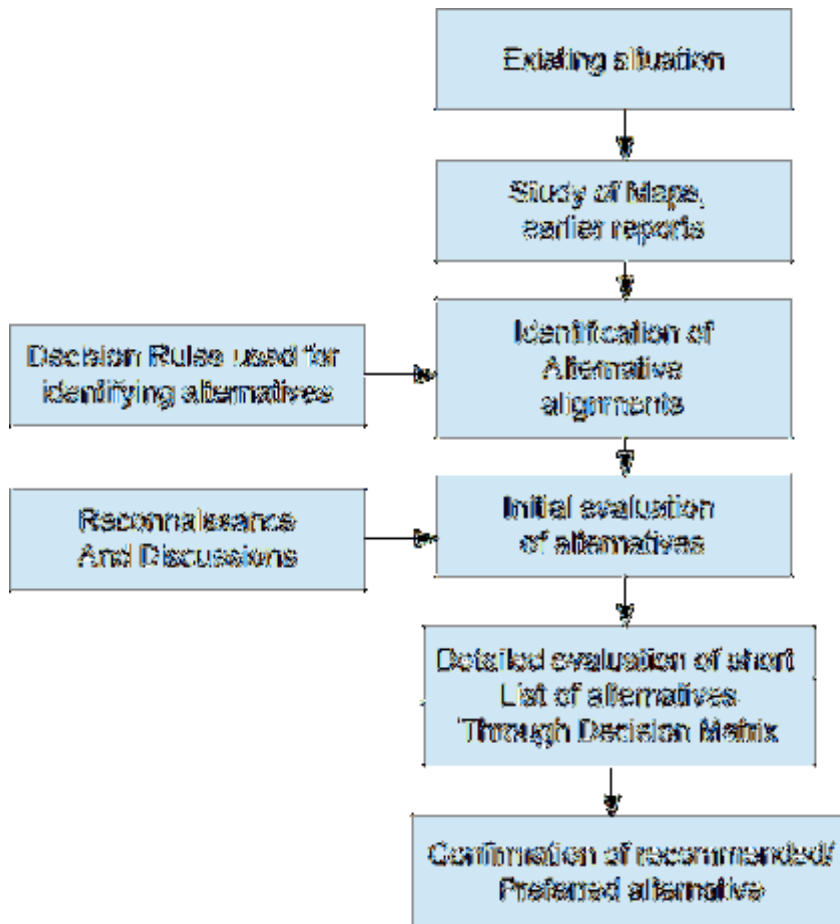 Existing situation
Study of Maps,
earlier reports
Identification of
Alternative
alignments
Decision Rules used for
identifying alternatives
Initial evaluation
of alternatives
Reconnaissance
And Discussions
Detailed evaluation of short
List of alternatives
Through Decision Matrix
Confirmation of recommended/
Preferred alternative